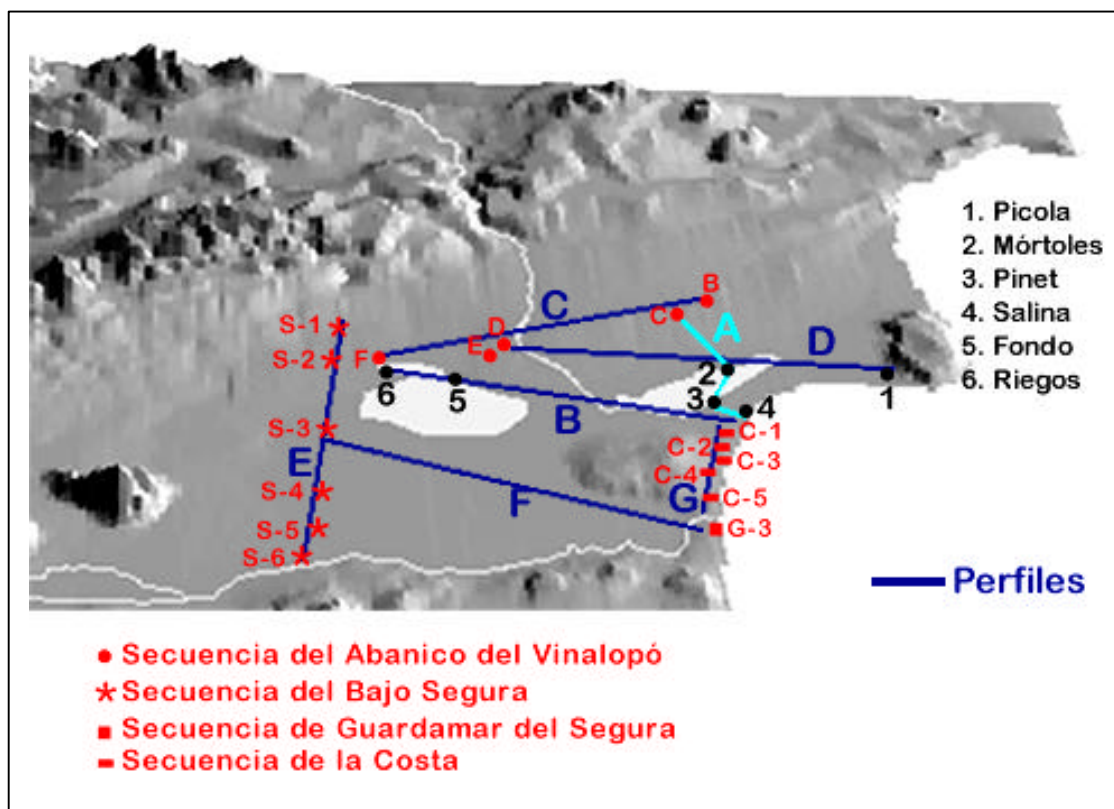 1. Picola
2. Mórtoles
3. Pinet
4. Salina
5. Fondo
6. Riegos
B
C
A
C
D
S-1
S-2
F
E
D
2
1
6
5
3
4
B
S-3
C-1
C-2
C-3
E
C-4
G
C-5
S-4
F
S-5
G-3
S-6
Perfiles
Secuencia del Abanico del Vinalopó
Secuencia del Bajo Segura
Secuencia de Guardamar del Segura
Secuencia de la Costa